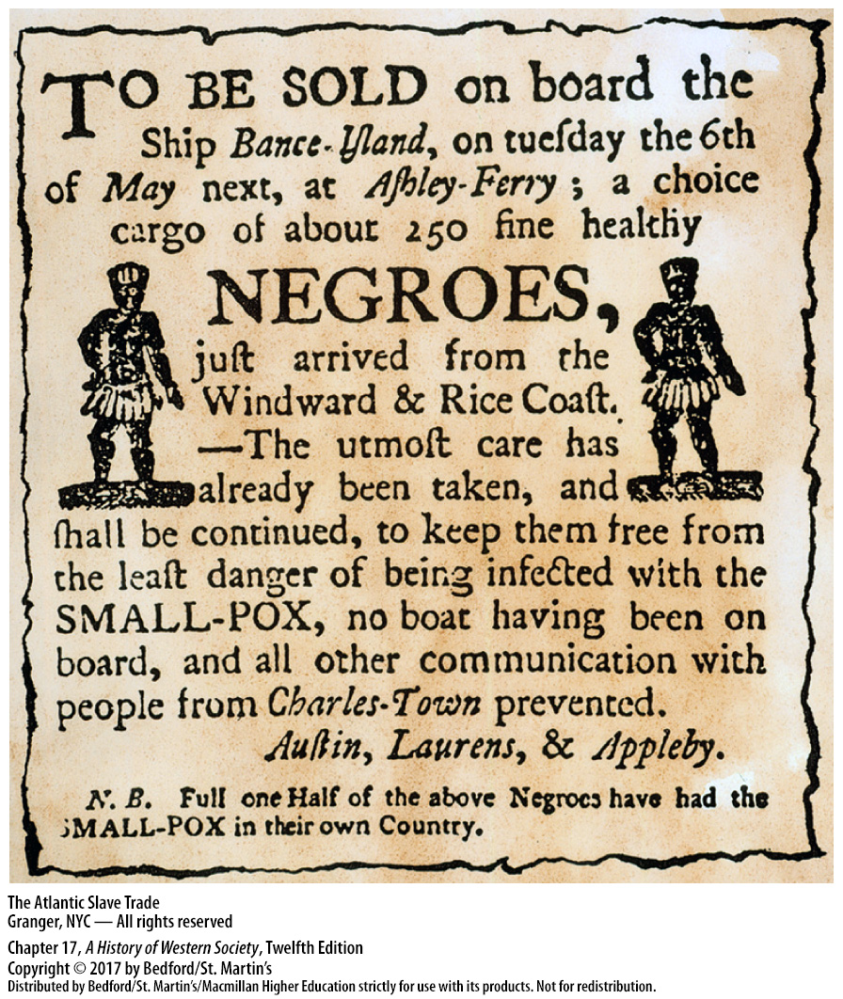 TO BE SOLD on board the
Ship Bance-Yſland, on tueſday the 6th
of May next, at Aſhley-Ferry; a choice
cargo of about 250 fine healthy
NEGROES,
juſt arrived from the
Windward & Rice Coaſt.
—The utmoſt care has
already been taken, and
ſhall be continued, to keep them free from
the leaſt danger of being infected with the
SMALL-POX, no boat having been on
board, and all other communication with
people from Charles-Town prevented.
Auſtin, Laurens, & Appleby.
N. B. Full one Half of the above Negroes have had the
SMALL-POX in their own Country.
The Atlantic Slave Trade
Granger, NYC — All rights reserved
Chapter 17, A History of Western Society, Twelfth Edition
Copyright © 2017 by Bedford/St. Martin's
Distributed by Bedford/St. Martin's/Macmillan Higher Education strictly for use with its products. Not for redistribution.